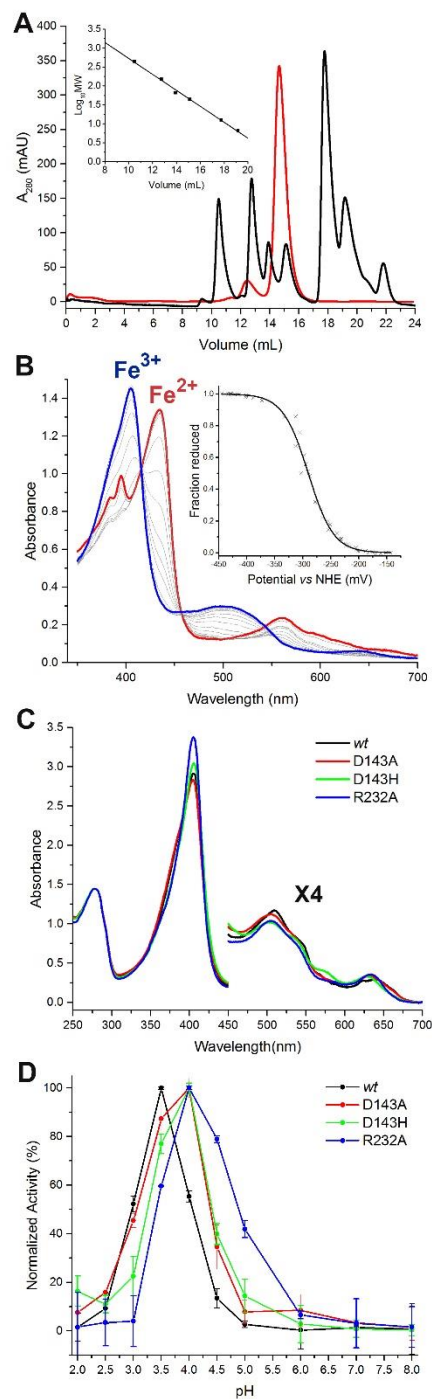 A
Log₁₀MW
3.5
3.0
2.5
2.0
1.5
1.0
0.5
0.0
8 10 12 14 16 18 20
Volume (mL)
A₂₈₀ (mAU)
400
350
300
250
200
150
100
50
0
0 2 4 6 8 10 12 14 16 18 20 22 24
Volume (mL)
B
Fe³⁺
Fe²⁺
Absorbance
1.4
1.2
1.0
0.8
0.6
0.4
0.2
0.0
Fraction reduced
1.0
0.8
0.6
0.4
0.2
0.0
-450 -400 -350 -300 -250 -200 -150 -100
Potential vs NHE (mV)
400 500 600 700
Wavelength (nm)
C
wt
D143A
D143H
R232A
X4
Absorbance
3.5
3.0
2.5
2.0
1.5
1.0
0.5
0.0
250 300 350 400 450 500 550 600 650 700
Wavelength(nm)
D
wt
D143A
D143H
R232A
Normalized Activity (%)
100
80
60
40
20
0
2.0 2.5 3.0 3.5 4.0 4.5 5.0 6.0 7.0 8.0
pH